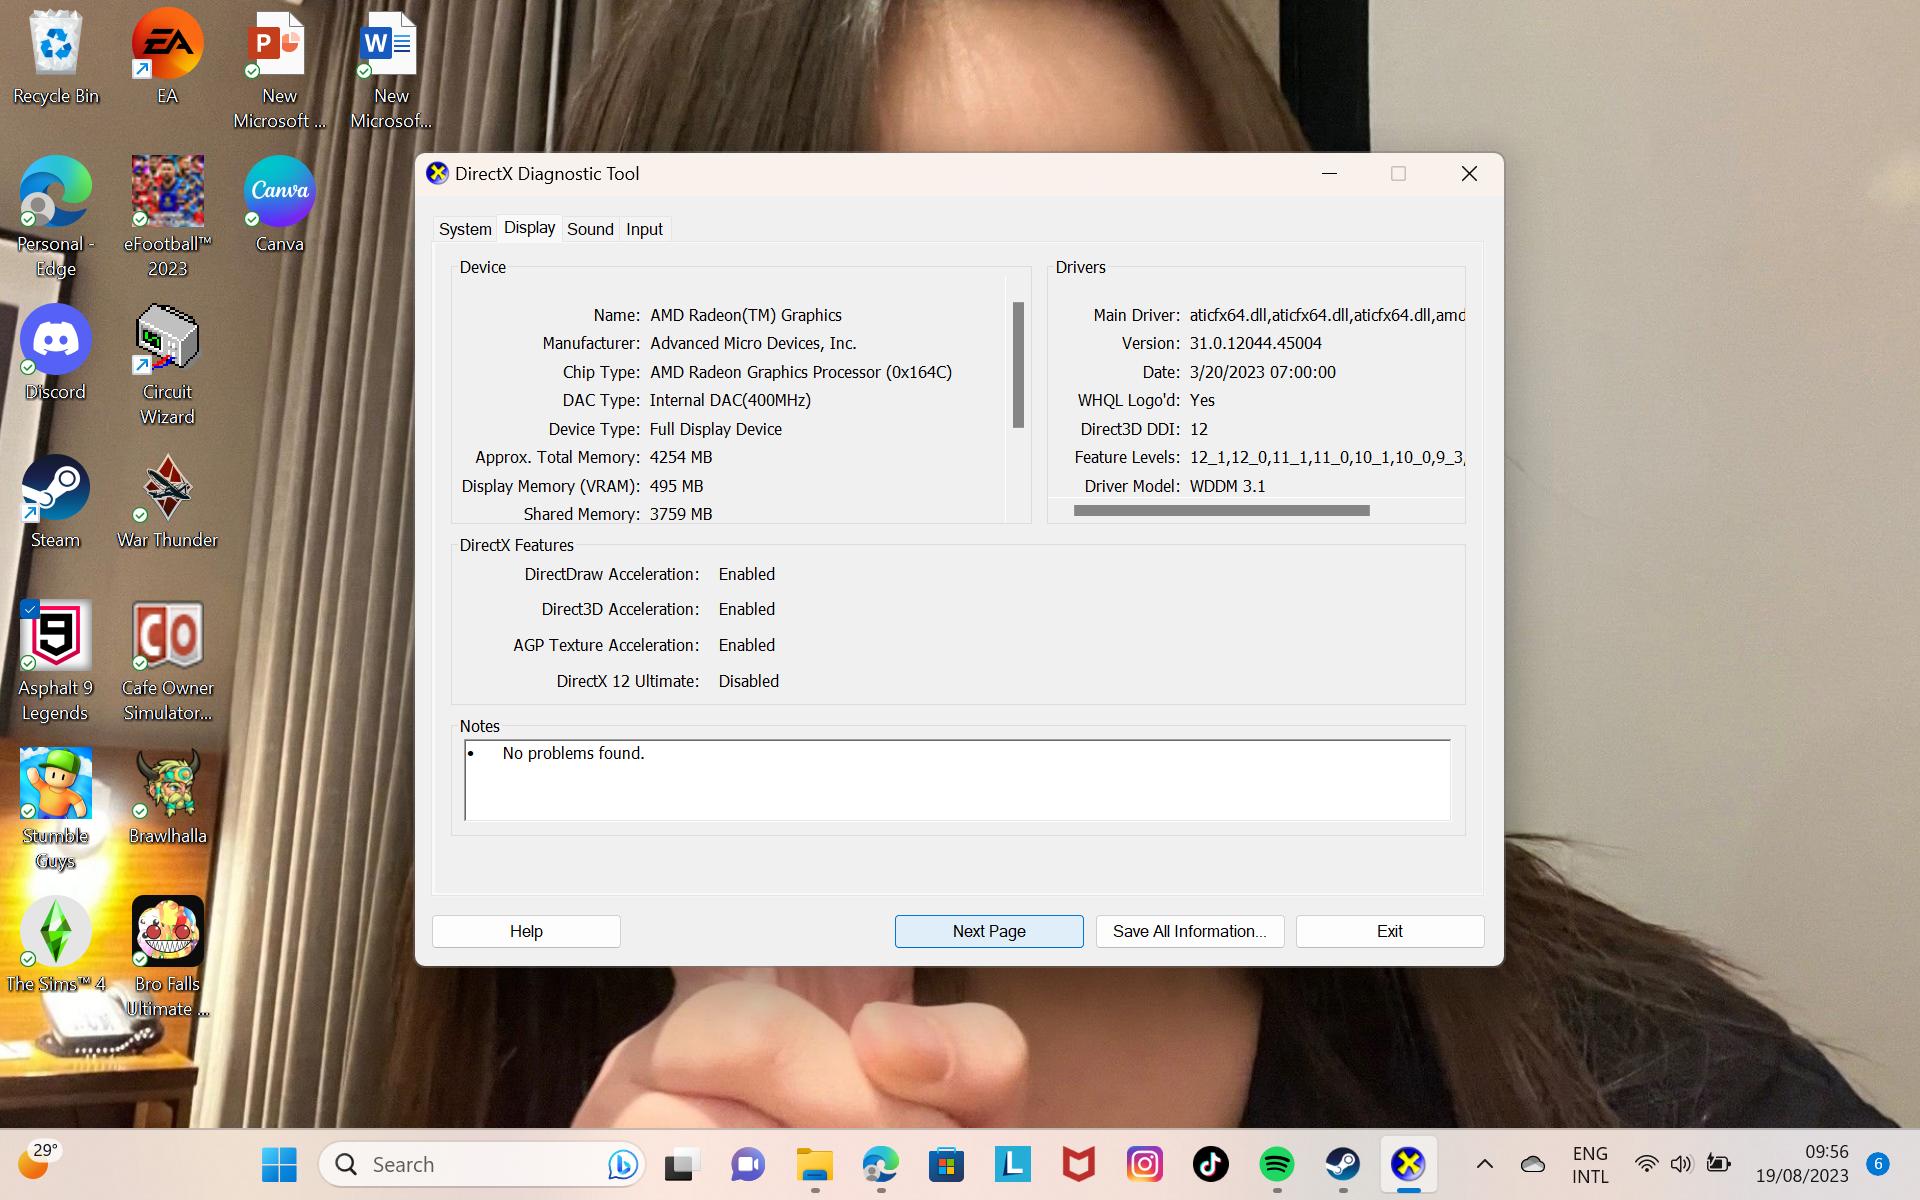 Recycle Bin
EA
New
Microsoft ...
New
Microsof...
Personal -
Edge
eFootball™
2023
Canva
Canva
Discord
Circuit
Wizard
Steam
War Thunder
Asphalt 9
Legends
Cafe Owner
Simulator...
Stumble
Guys
Brawlhalla
The Sims™ 4
Bro Falls
Ultimate ...
DirectX Diagnostic Tool
System Display Sound Input
Device
Name: AMD Radeon(TM) Graphics
Manufacturer: Advanced Micro Devices, Inc.
Chip Type: AMD Radeon Graphics Processor (0x164C)
DAC Type: Internal DAC(400MHz)
Device Type: Full Display Device
Approx. Total Memory: 4254 MB
Display Memory (VRAM): 495 MB
Shared Memory: 3759 MB
Drivers
Main Driver: aticfx64.dll,aticfx64.dll,aticfx64.dll,amd
Version: 31.0.12044.45004
Date: 3/20/2023 07:00:00
WHQL Logo'd: Yes
Direct3D DDI: 12
Feature Levels: 12_1,12_0,11_1,11_0,10_1,10_0,9_3,
Driver Model: WDDM 3.1
DirectX Features
DirectDraw Acceleration: Enabled
Direct3D Acceleration: Enabled
AGP Texture Acceleration: Enabled
DirectX 12 Ultimate: Disabled
Notes
• No problems found.
Help Next Page Save All Information... Exit
29°
Search
ENG
INTL
09:56
19/08/2023
6